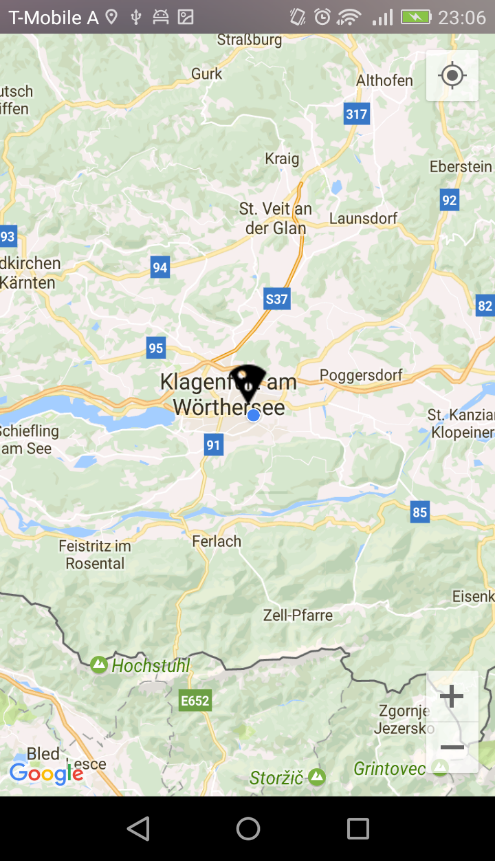 T-Mobile A 23:06
Straßburg
utsch
iffen
Gurk
Althofen
317
Kraig
Eberstein
92
St. Veit an
der Glan
Launsdorf
93
dkirchen
Kärnten
94
S37
82
95
Poggersdorf
Klagenf am
Wörthersee
St. Kanzian
Klopeiner
Schiefling
am See
91
85
Feistritz im
Rosental
Ferlach
Eisenk
Zell-Pfarre
Hochstuhl
E652
Zgornje
Jezersko
Bled
esce
Google
Storžič
Grintovec